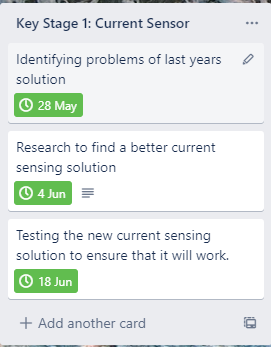 Key Stage 1: Current Sensor
Identifying problems of last years
solution
28 May
Research to find a better current
sensing solution
4 Jun
Testing the new current sensing
solution to ensure that it will work.
18 Jun
+ Add another card